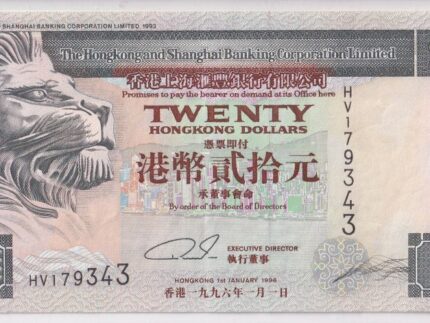 SHANGHAI BANKING CORPORATION LIMITED 1993
The Hongkong and Shanghai Banking Corporation Limited
香港上海滙豐銀行有限公司
Promises to pay the bearer on demand at its Office here
TWENTY
HONGKONG DOLLARS
憑票即付
港幣貳拾元
承董事會命
By order of the Board of Directors
EXECUTIVE DIRECTOR
執行董事
HONGKONG 1ST JANUARY 1996
香港一九九六年一月一日
HV179343
HV179343